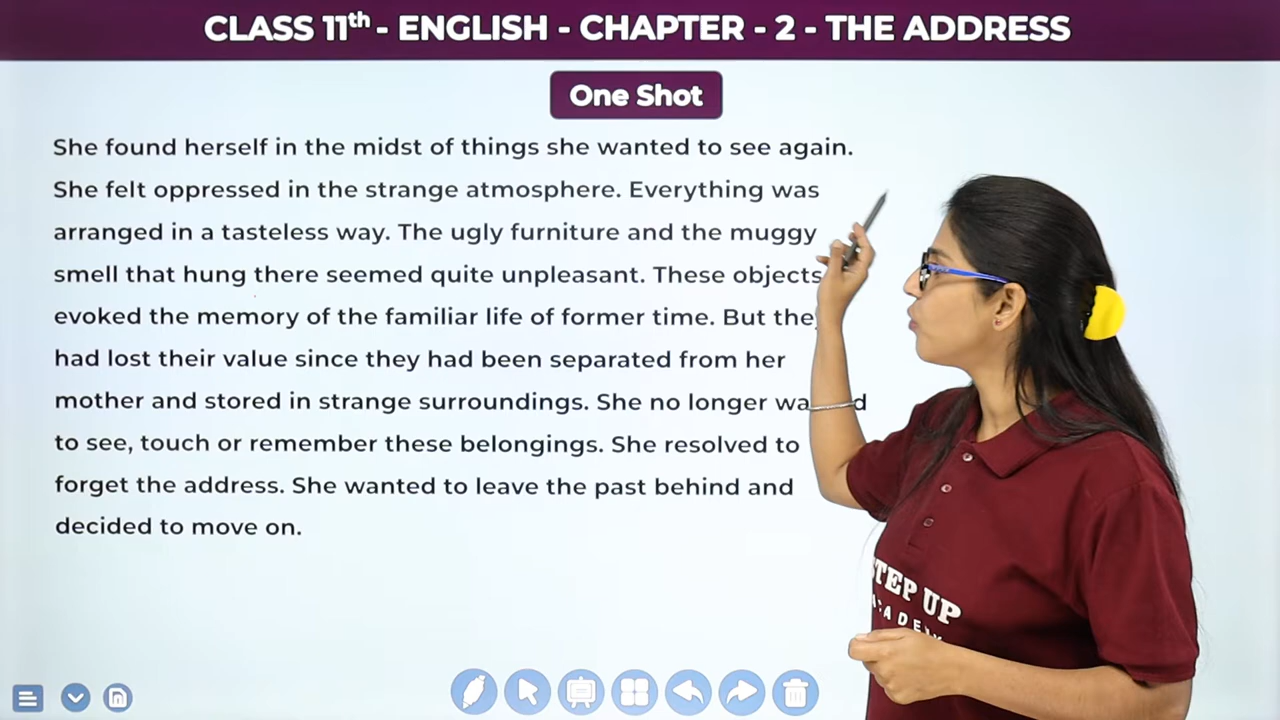 CLASS 11th - ENGLISH - CHAPTER - 2 - THE ADDRESS
One Shot
She found herself in the midst of things she wanted to see again.
She felt oppressed in the strange atmosphere. Everything was
arranged in a tasteless way. The ugly furniture and the muggy
smell that hung there seemed quite unpleasant. These objects
evoked the memory of the familiar life of former time. But they
had lost their value since they had been separated from her
mother and stored in strange surroundings. She no longer
to see, touch or remember these belongings. She resolved to
forget the address. She wanted to leave the past behind and
decided to move on.
STEP UP
ACADEMY